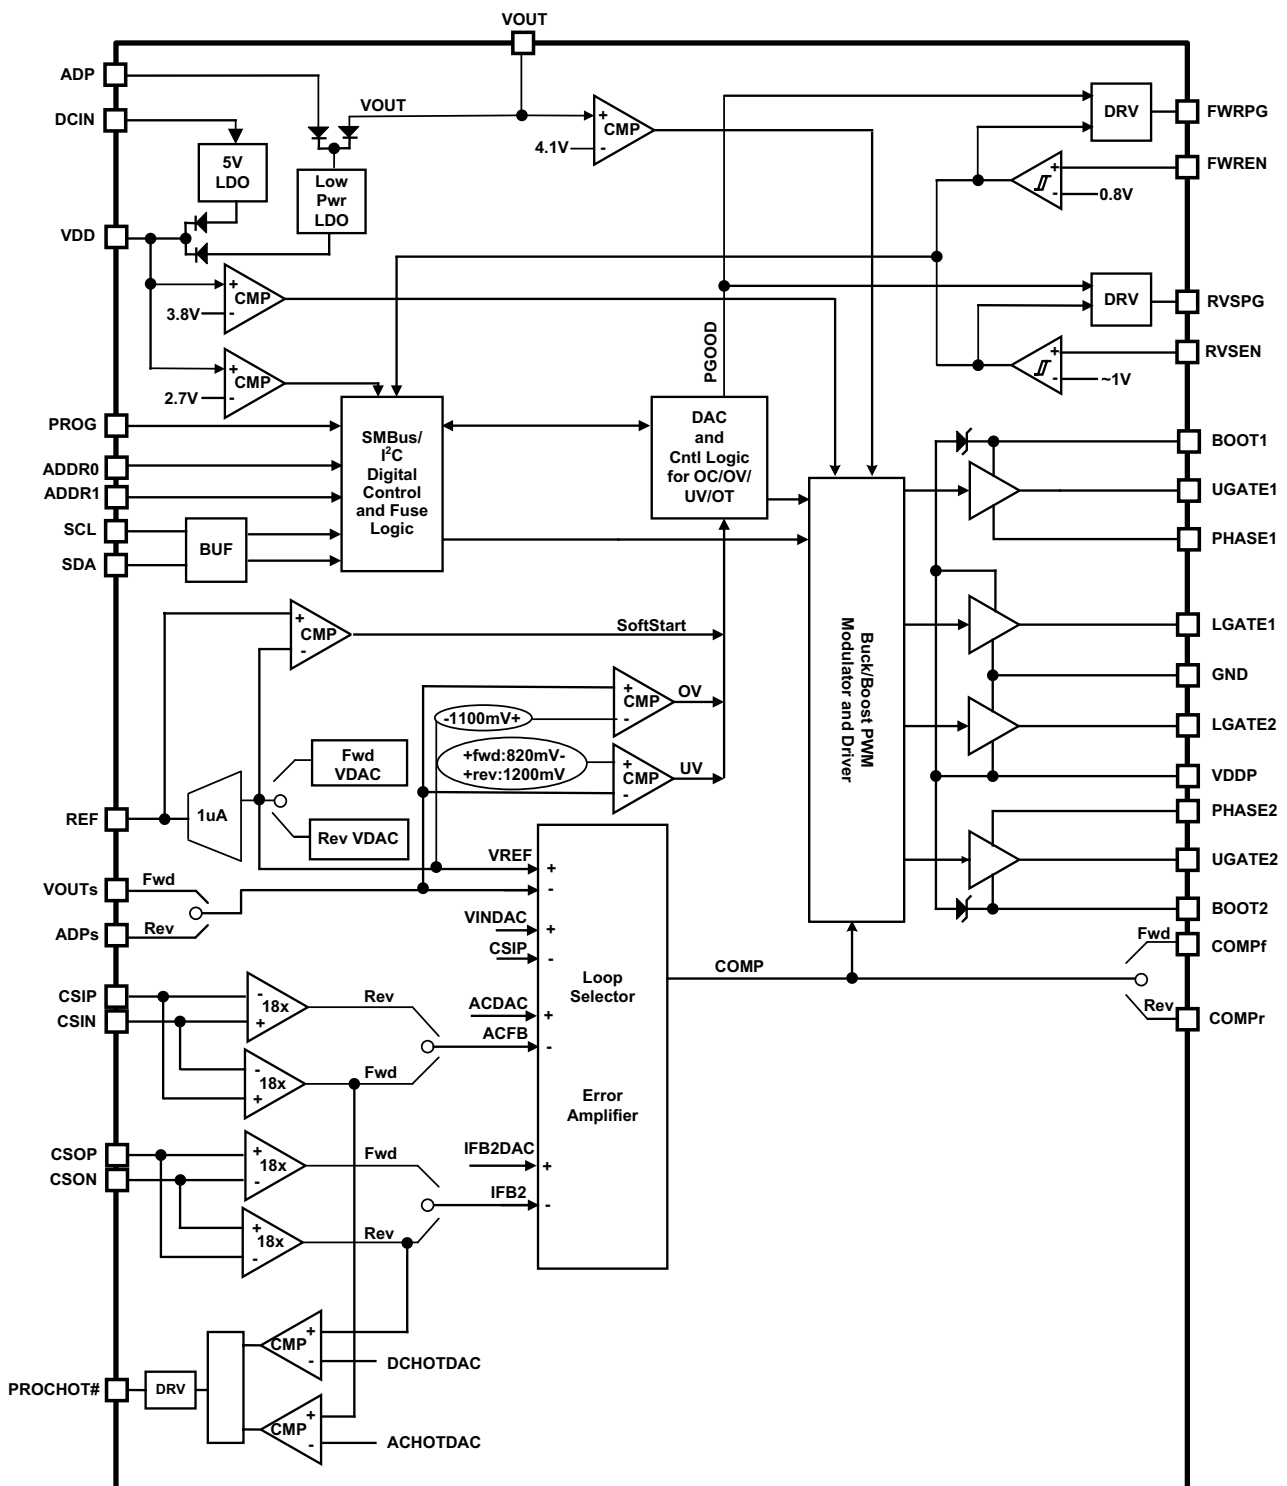 VOUT
ADP
DCIN
VDD
PROG
ADDR0
ADDR1
SCL
SDA
REF
VOUTs
ADPs
CSIP
CSIN
CSOP
CSON
PROCHOT#
VOUT
5V
LDO
Low
Pwr
LDO
+
CMP
4.1V
-
+
CMP
3.8V
-
+
CMP
2.7V
-
BUF
SMBus/
I²C
Digital
Control
and Fuse
Logic
PGOOD
DAC
and
Cntl Logic
for OC/OV/
UV/OT
DRV
+
-
0.8V
DRV
+
-
~1V
FWRPG
FWREN
RVSPG
RVSEN
BOOT1
UGATE1
PHASE1
LGATE1
GND
LGATE2
VDDP
PHASE2
UGATE2
BOOT2
COMPf
COMPr
Buck/Boost PWM
Modulator and Driver
+
CMP
-
SoftStart
+
CMP
-
OV
-1100mV+
+fwd:820mV-
+rev:1200mV
+
CMP
-
UV
Fwd
VDAC
1uA
Rev VDAC
VREF
+
-
Fwd
Rev
VINDAC
+
CSIP
-
Loop
Selector
Error
Amplifier
COMP
Fwd
Rev
ACDAC
+
ACFB
-
-
18x
+
Rev
-
18x
+
Fwd
+
18x
-
Fwd
+
18x
-
Rev
IFB2DAC
+
IFB2
-
+
CMP
-
DCHOTDAC
DRV
+
CMP
-
ACHOTDAC